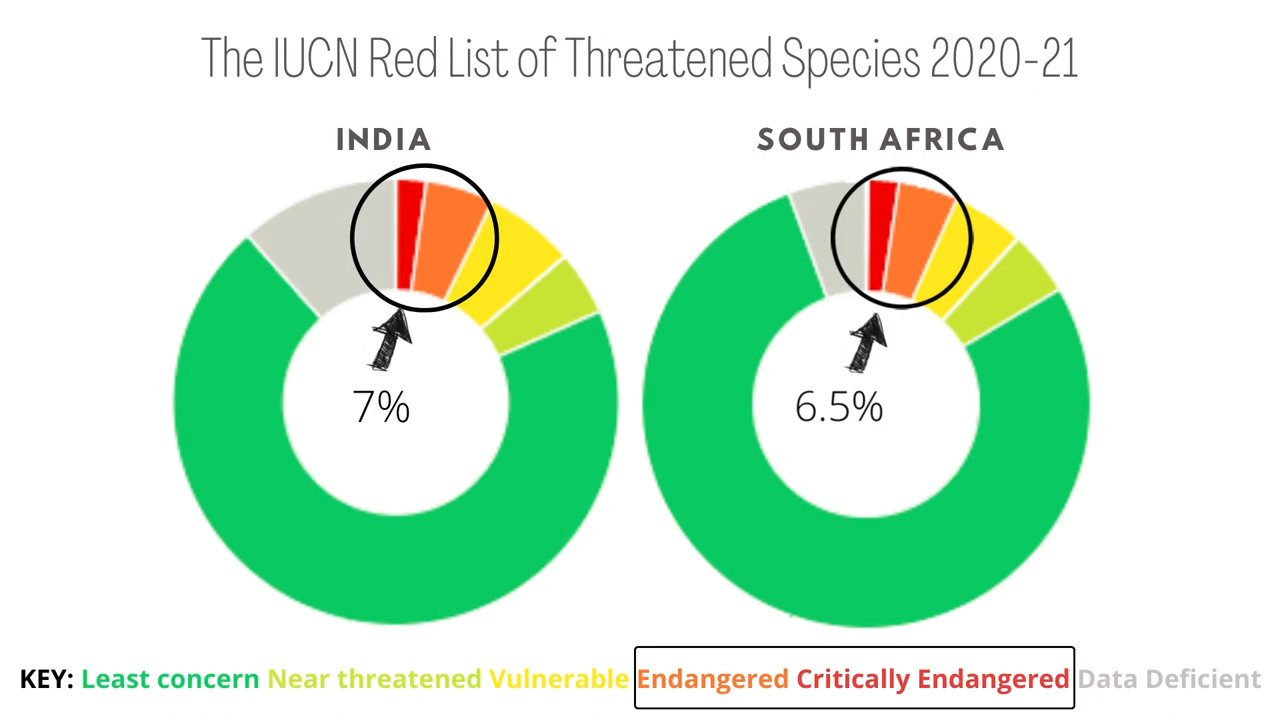 The IUCN Red List of Threatened Species 2020-21
INDIA
SOUTH AFRICA
7%
6.5%
KEY: Least concern Near threatened Vulnerable Endangered Critically Endangered Data Deficient